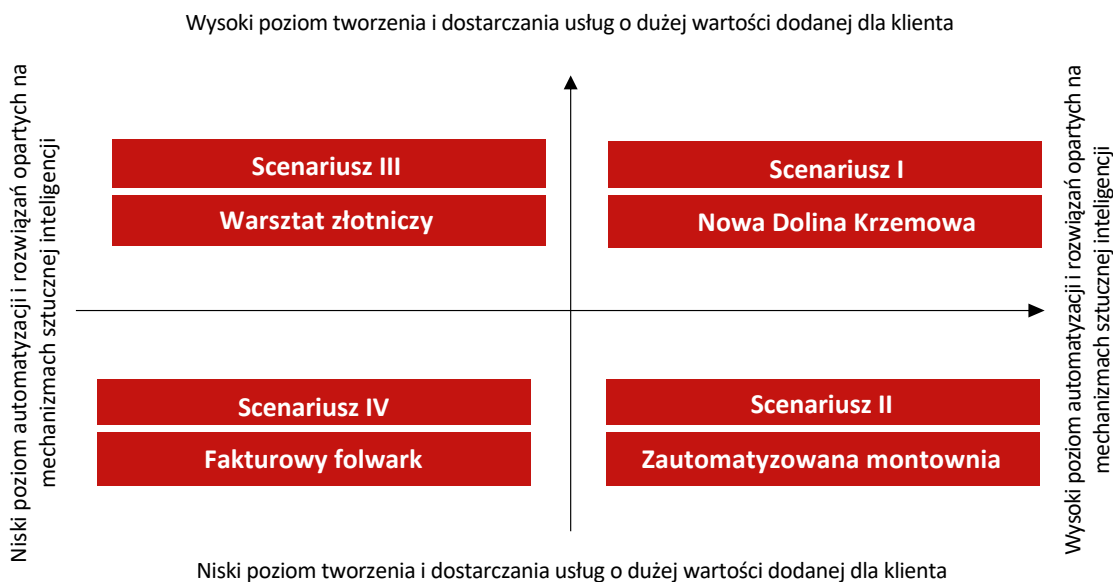 Wysoki poziom tworzenia i dostarczania usług o dużej wartości dodanej dla klienta
Niski poziom automatyzacji i rozwiązań opartych na
mechanizmach sztucznej inteligencji
Scenariusz III
Warsztat złotniczy
Scenariusz I
Nowa Dolina Krzemowa
Wysoki poziom automatyzacji i rozwiązań opartych na
mechanizmach sztucznej inteligencji
Scenariusz IV
Fakturowy folwark
Scenariusz II
Zautomatyzowana montownia
Niski poziom tworzenia i dostarczania usług o dużej wartości dodanej dla klienta